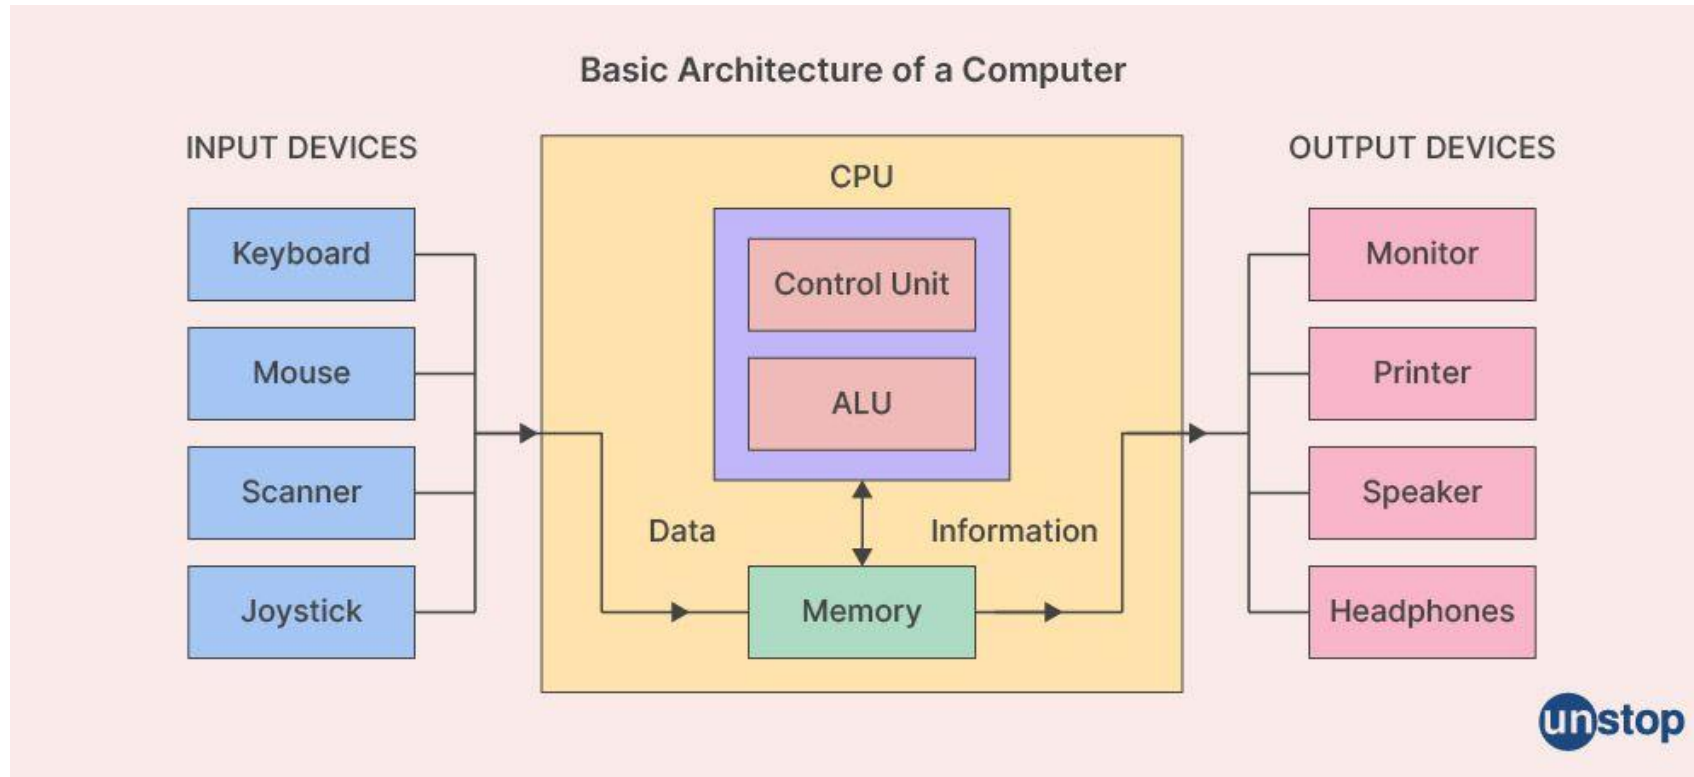 Basic Architecture of a Computer
INPUT DEVICES
Keyboard
Mouse
Scanner
Joystick
CPU
Control Unit
ALU
Data
Information
Memory
OUTPUT DEVICES
Monitor
Printer
Speaker
Headphones
unstop